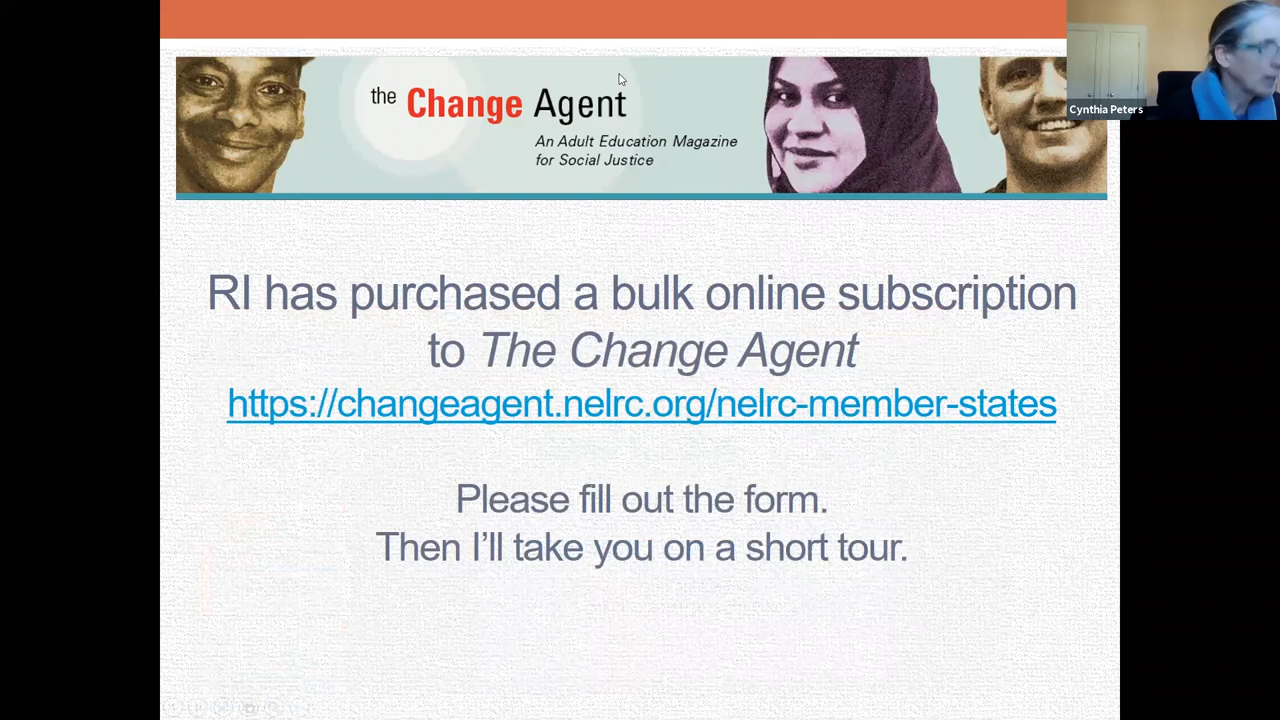 the Change Agent
An Adult Education Magazine
for Social Justice
Cynthia Peters
RI has purchased a bulk online subscription
to The Change Agent
https://changeagent.nelrc.org/nelrc-member-states
Please fill out the form.
Then I’ll take you on a short tour.